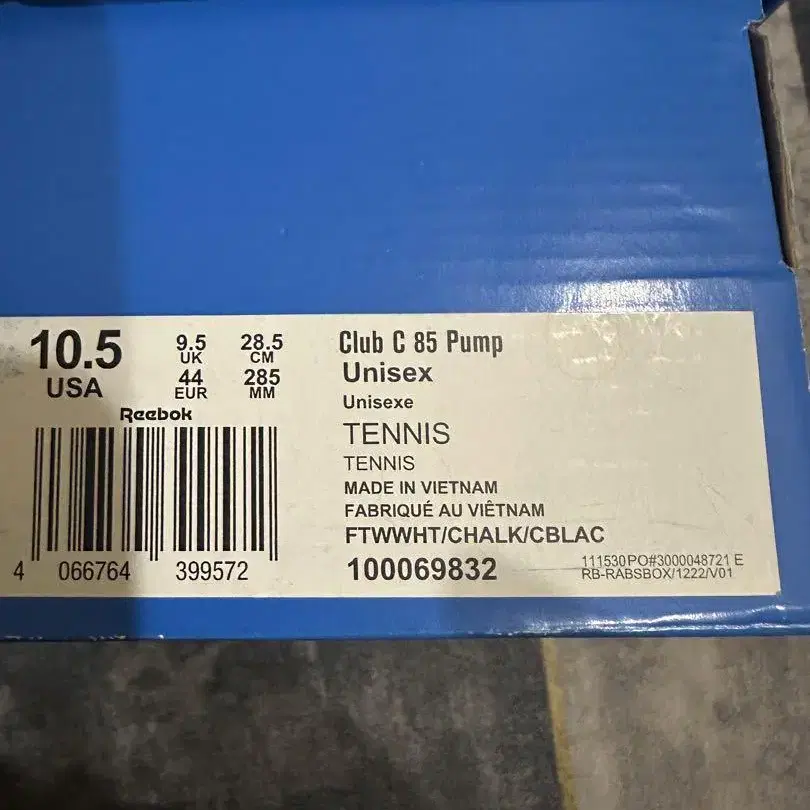 10.5
USA
9.5
UK
28.5
CM
44
EUR
285
MM
Reebok
4 066764 399572
Club C 85 Pump
Unisex
Unisexe
TENNIS
TENNIS
MADE IN VIETNAM
FABRIQUÉ AU VIÊTNAM
FTWWHT/CHALK/CBLAC
100069832
111530PO#3000048721 E
RB-RABSBOX/1222/V01